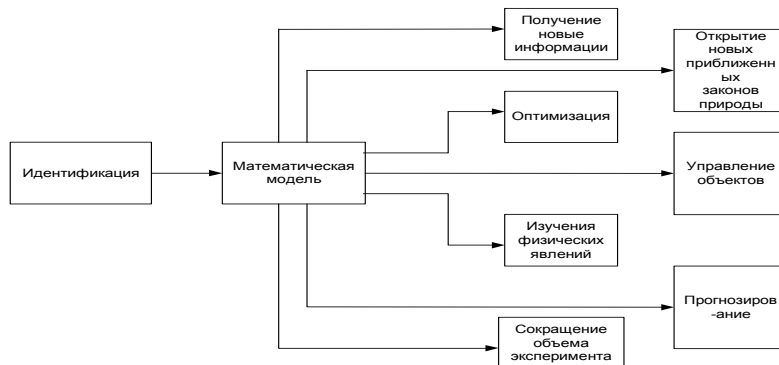 Получение
новые
информации
Открытие
новых
приближенн
ых
законов
природы
Оптимизация
Идентификация
Математическая
модель
Управление
объектов
Изучения
физических
явлений
Прогнозиров
-ание
Сокращение
объема
эксперимента